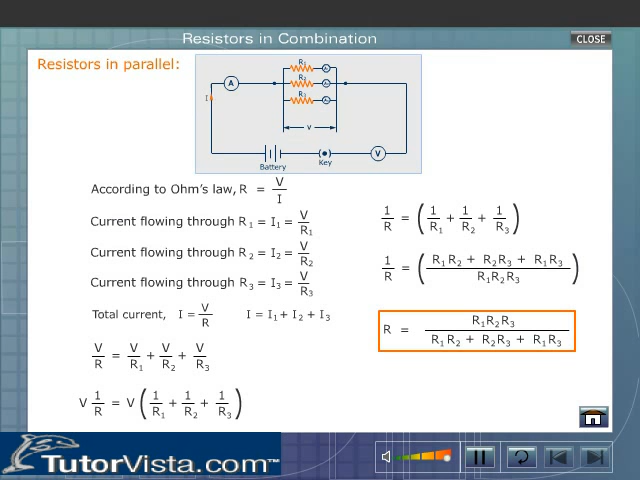 Resistors in Combination
CLOSE
Resistors in parallel:
R1
R2
R3
A
I
v
Battery
Key
V
According to Ohm's law, R = V/I
Current flowing through R1 = I1 = V/R1
Current flowing through R2 = I2 = V/R2
Current flowing through R3 = I3 = V/R3
Total current, I = V/R I = I1 + I2 + I3
V/R = V/R1 + V/R2 + V/R3
V 1/R = V (1/R1 + 1/R2 + 1/R3)
1/R = (1/R1 + 1/R2 + 1/R3)
1/R = (R1R2 + R2R3 + R1R3 / R1R2R3)
R = R1R2R3 / R1R2 + R2R3 + R1R3
TutorVista.com™